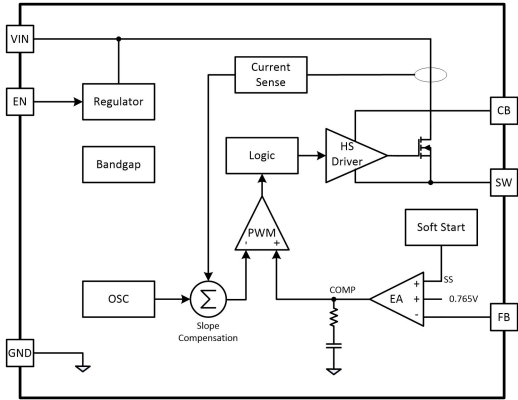 VIN
Current
Sense
EN
Regulator
CB
Bandgap
Logic
HS
Driver
SW
PWM
-
+
Soft Start
SS
OSC
Σ
COMP
EA
+
+
-
0.765V
FB
Slope
Compensation
GND